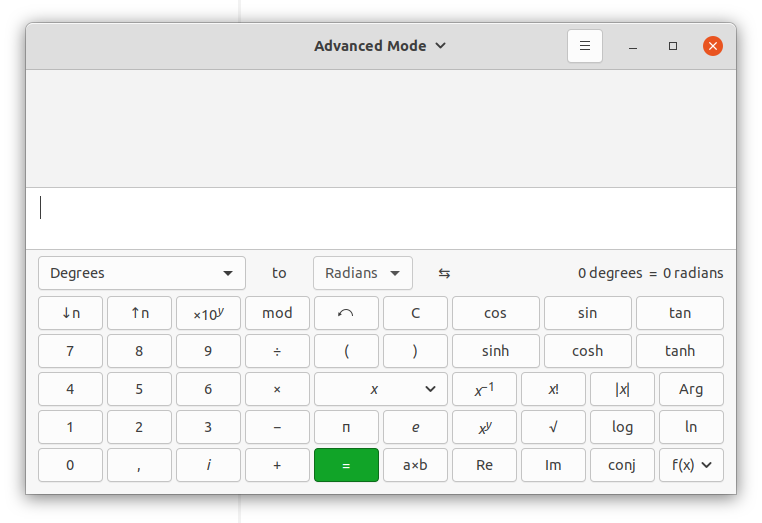 Advanced Mode
Degrees to Radians ⇆ 0 degrees = 0 radians
↓n ↑n ×10^y mod C cos sin tan
7 8 9 ÷ ( ) sinh cosh tanh
4 5 6 × x x⁻¹ x! |x| Arg
1 2 3 − π e x^y √ log ln
0 , i + = a×b Re Im conj f(x)